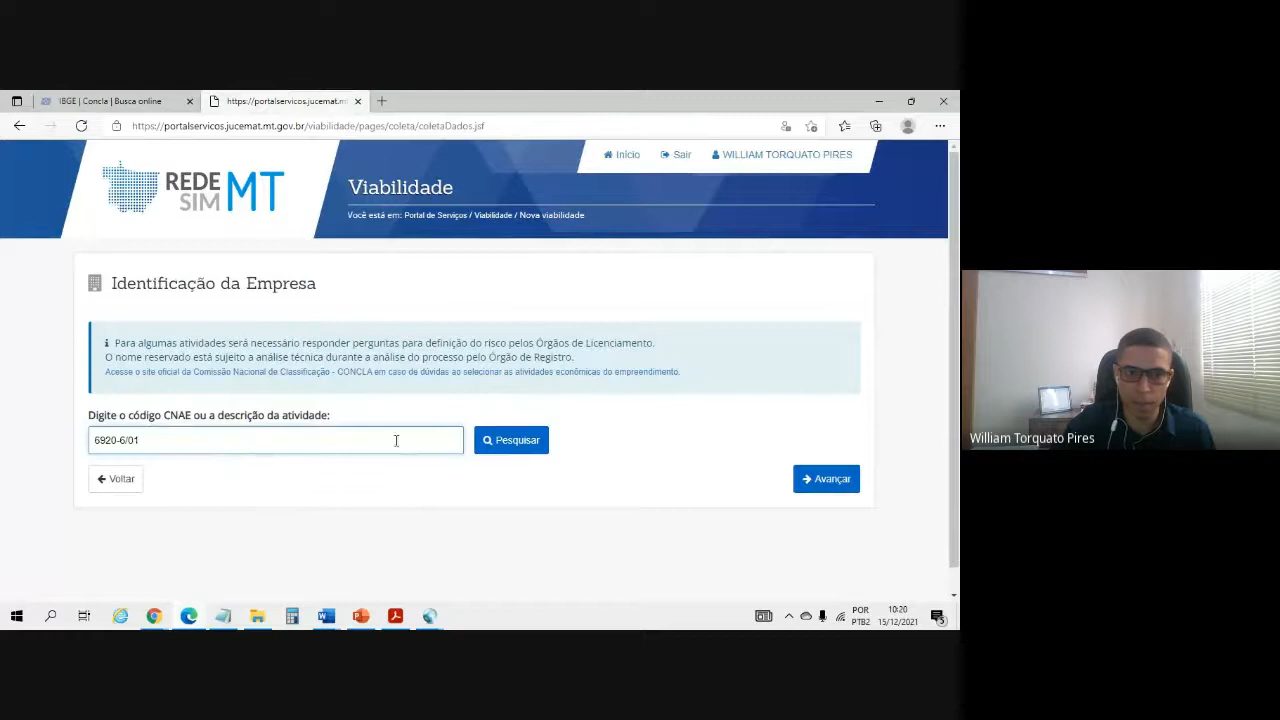 IBGE | Concla | Busca online
https://portalservicos.jucemat.mt
https://portalservicos.jucemat.mt.gov.br/viabilidade/pages/coleta/coletaDados.jsf
Início
Sair
WILLIAM TORQUATO PIRES
REDE
SIM MT
Viabilidade
Você está em: Portal de Serviços / Viabilidade / Nova viabilidade
Identificação da Empresa
Para algumas atividades será necessário responder perguntas para definição do risco pelos Órgãos de Licenciamento.
O nome reservado está sujeito a análise técnica durante a análise do processo pelo Órgão de Registro.
Acesse o site oficial da Comissão Nacional de Classificação - CONCLA em caso de dúvidas ao selecionar as atividades econômicas do empreendimento.
Digite o código CNAE ou a descrição da atividade:
6920-6/01
Pesquisar
Voltar
Avançar
William Torquato Pires
POR
PTB2
10:20
15/12/2021